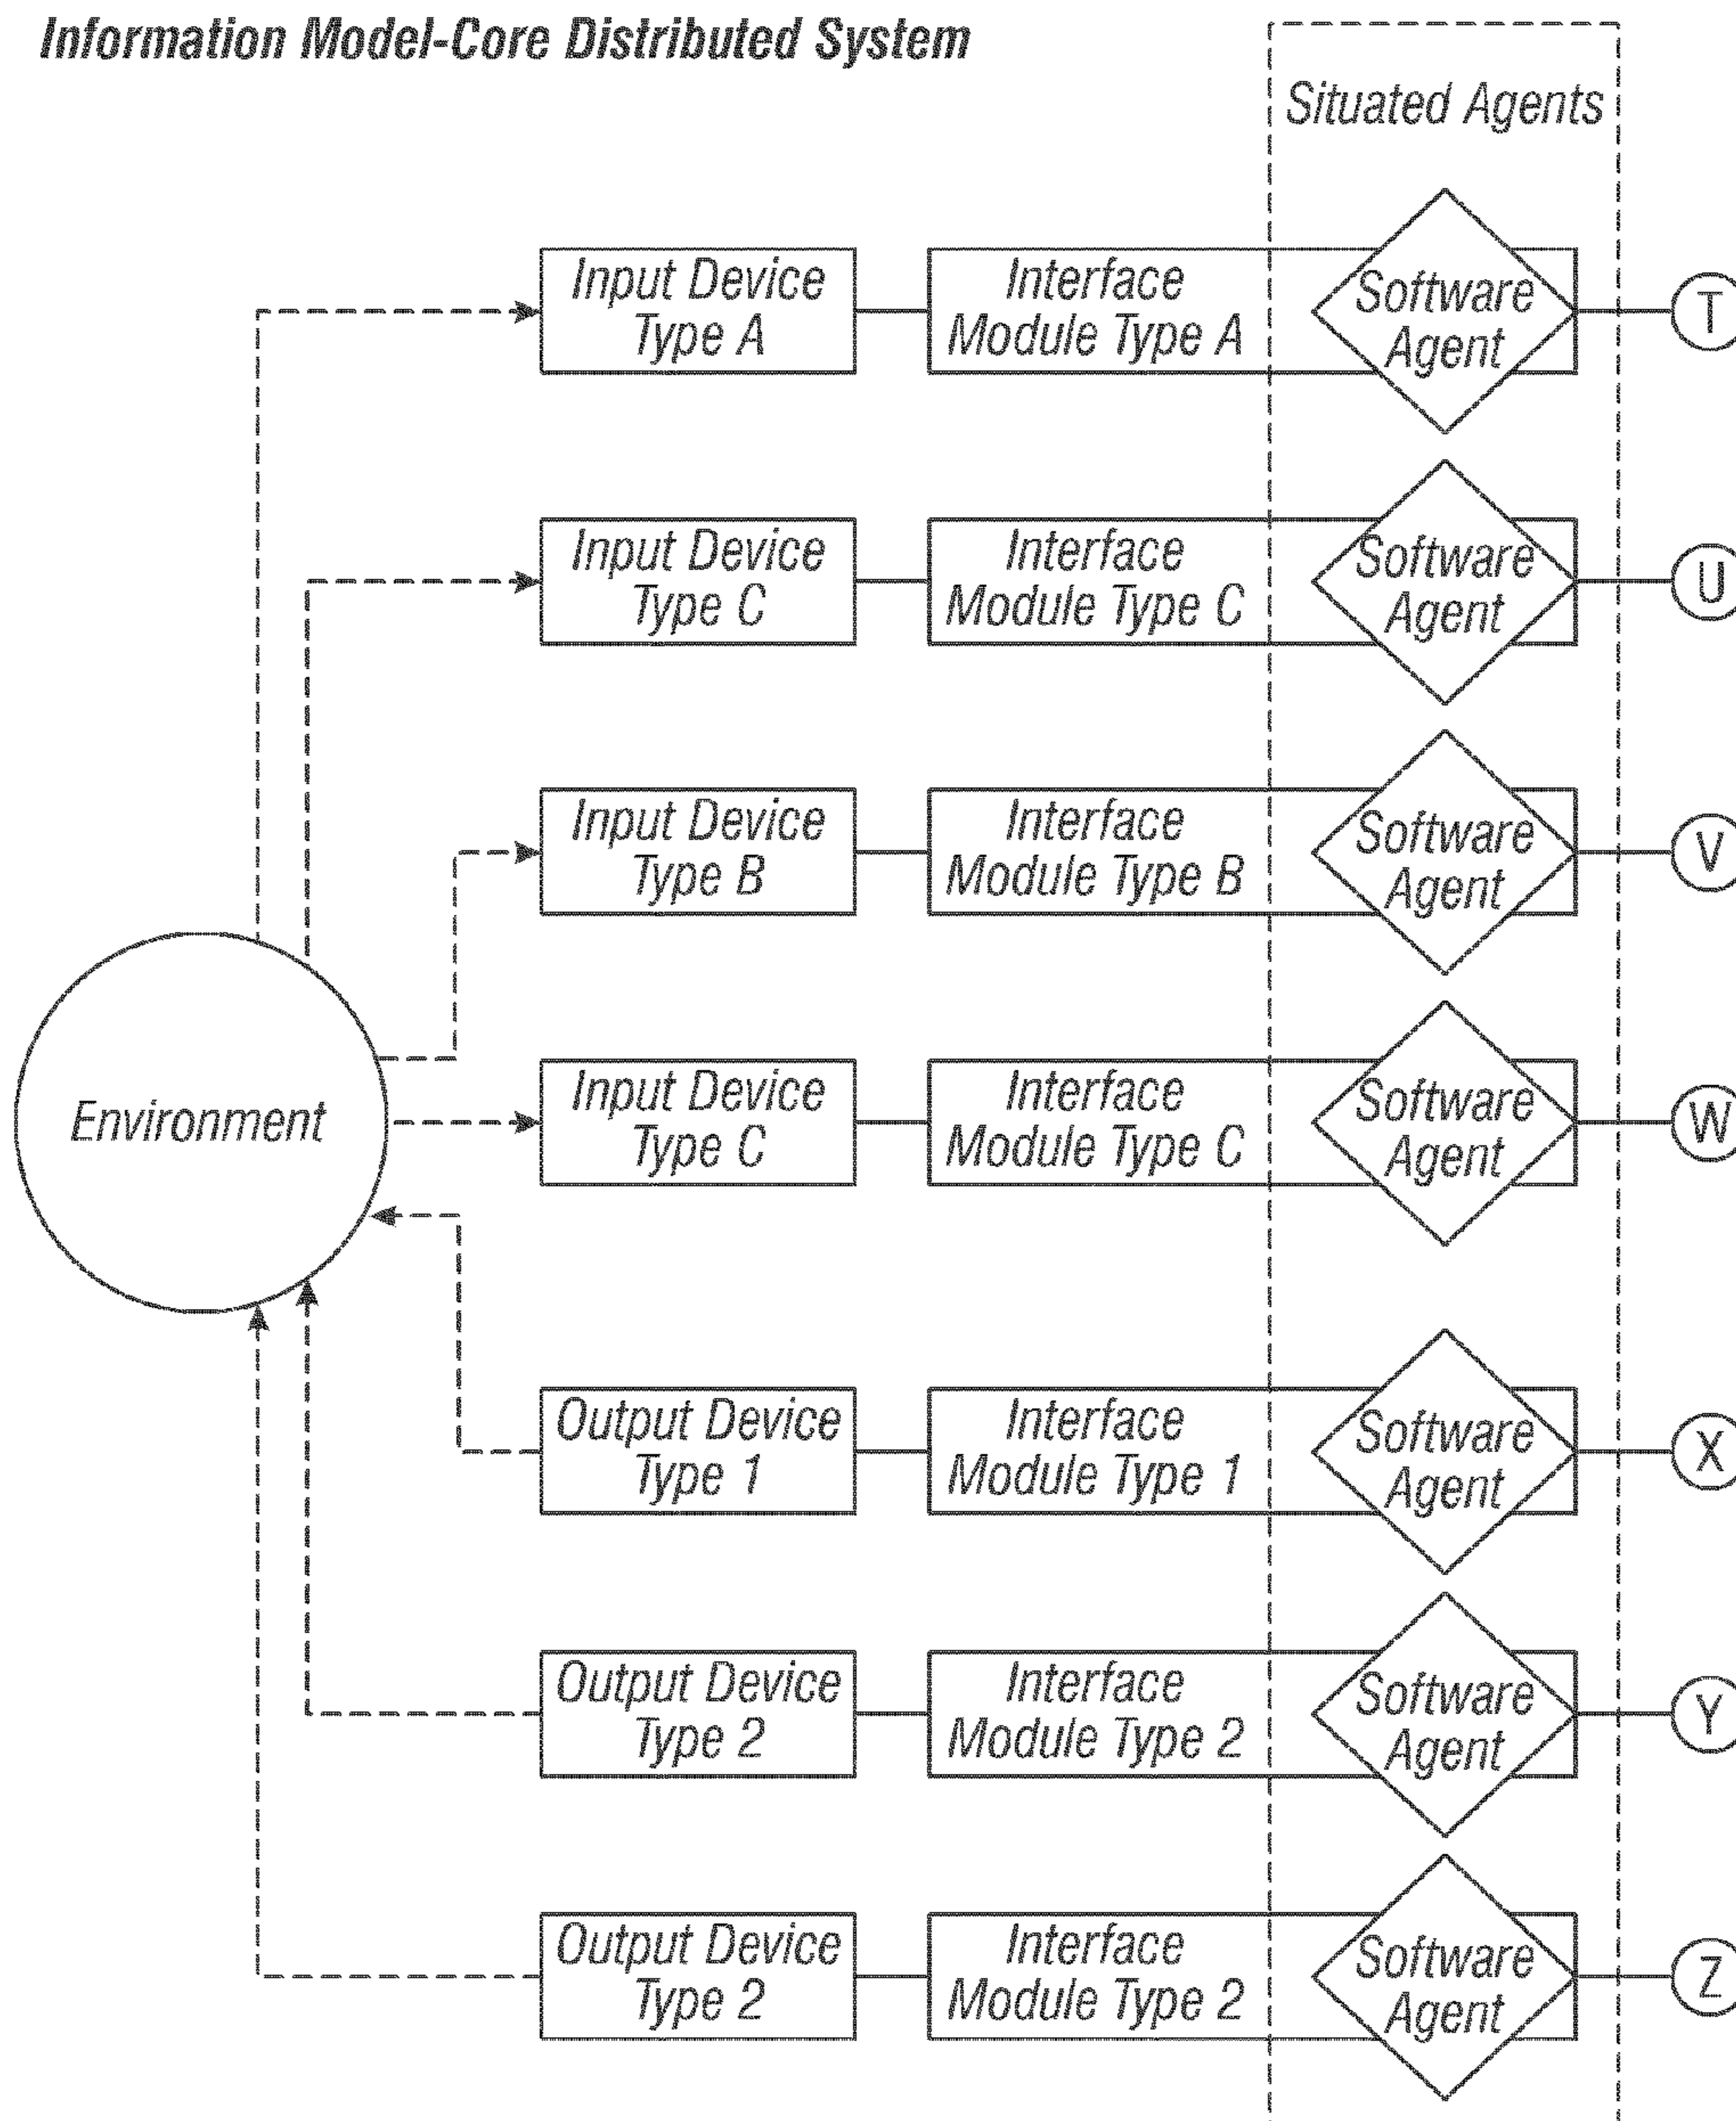 Information Model-Core Distributed System
Situated Agents
Input Device
Type A
Interface
Module Type A
Software
Agent
T
Input Device
Type C
Interface
Module Type C
Software
Agent
U
Input Device
Type B
Interface
Module Type B
Software
Agent
V
Environment
Input Device
Type C
Interface
Module Type C
Software
Agent
W
Output Device
Type 1
Interface
Module Type 1
Software
Agent
X
Output Device
Type 2
Interface
Module Type 2
Software
Agent
Y
Output Device
Type 2
Interface
Module Type 2
Software
Agent
Z